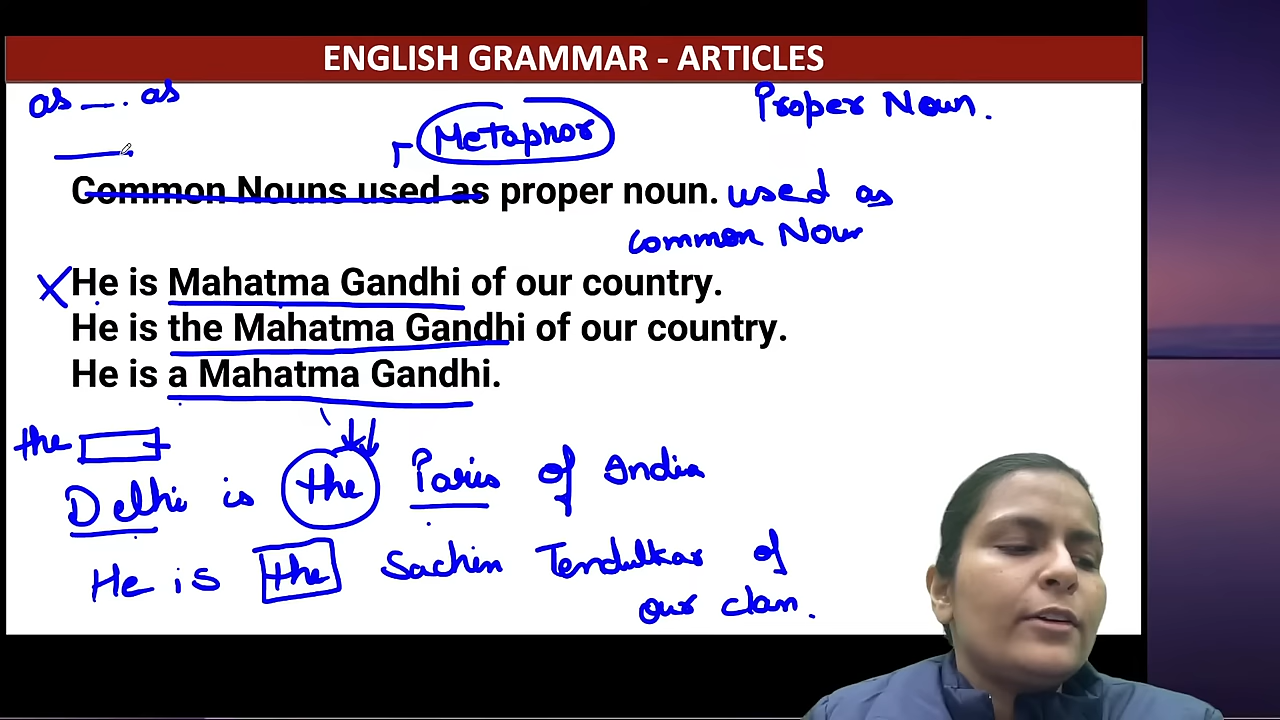 ENGLISH GRAMMAR - ARTICLES
as __. as
Proper Noun.
Metaphor
Common Nouns used as proper noun. used as
common Noun
X He is Mahatma Gandhi of our country.
He is the Mahatma Gandhi of our country.
He is a Mahatma Gandhi.
the
Delhi is the Paris of India
He is the Sachin Tendulkar of
our clan.